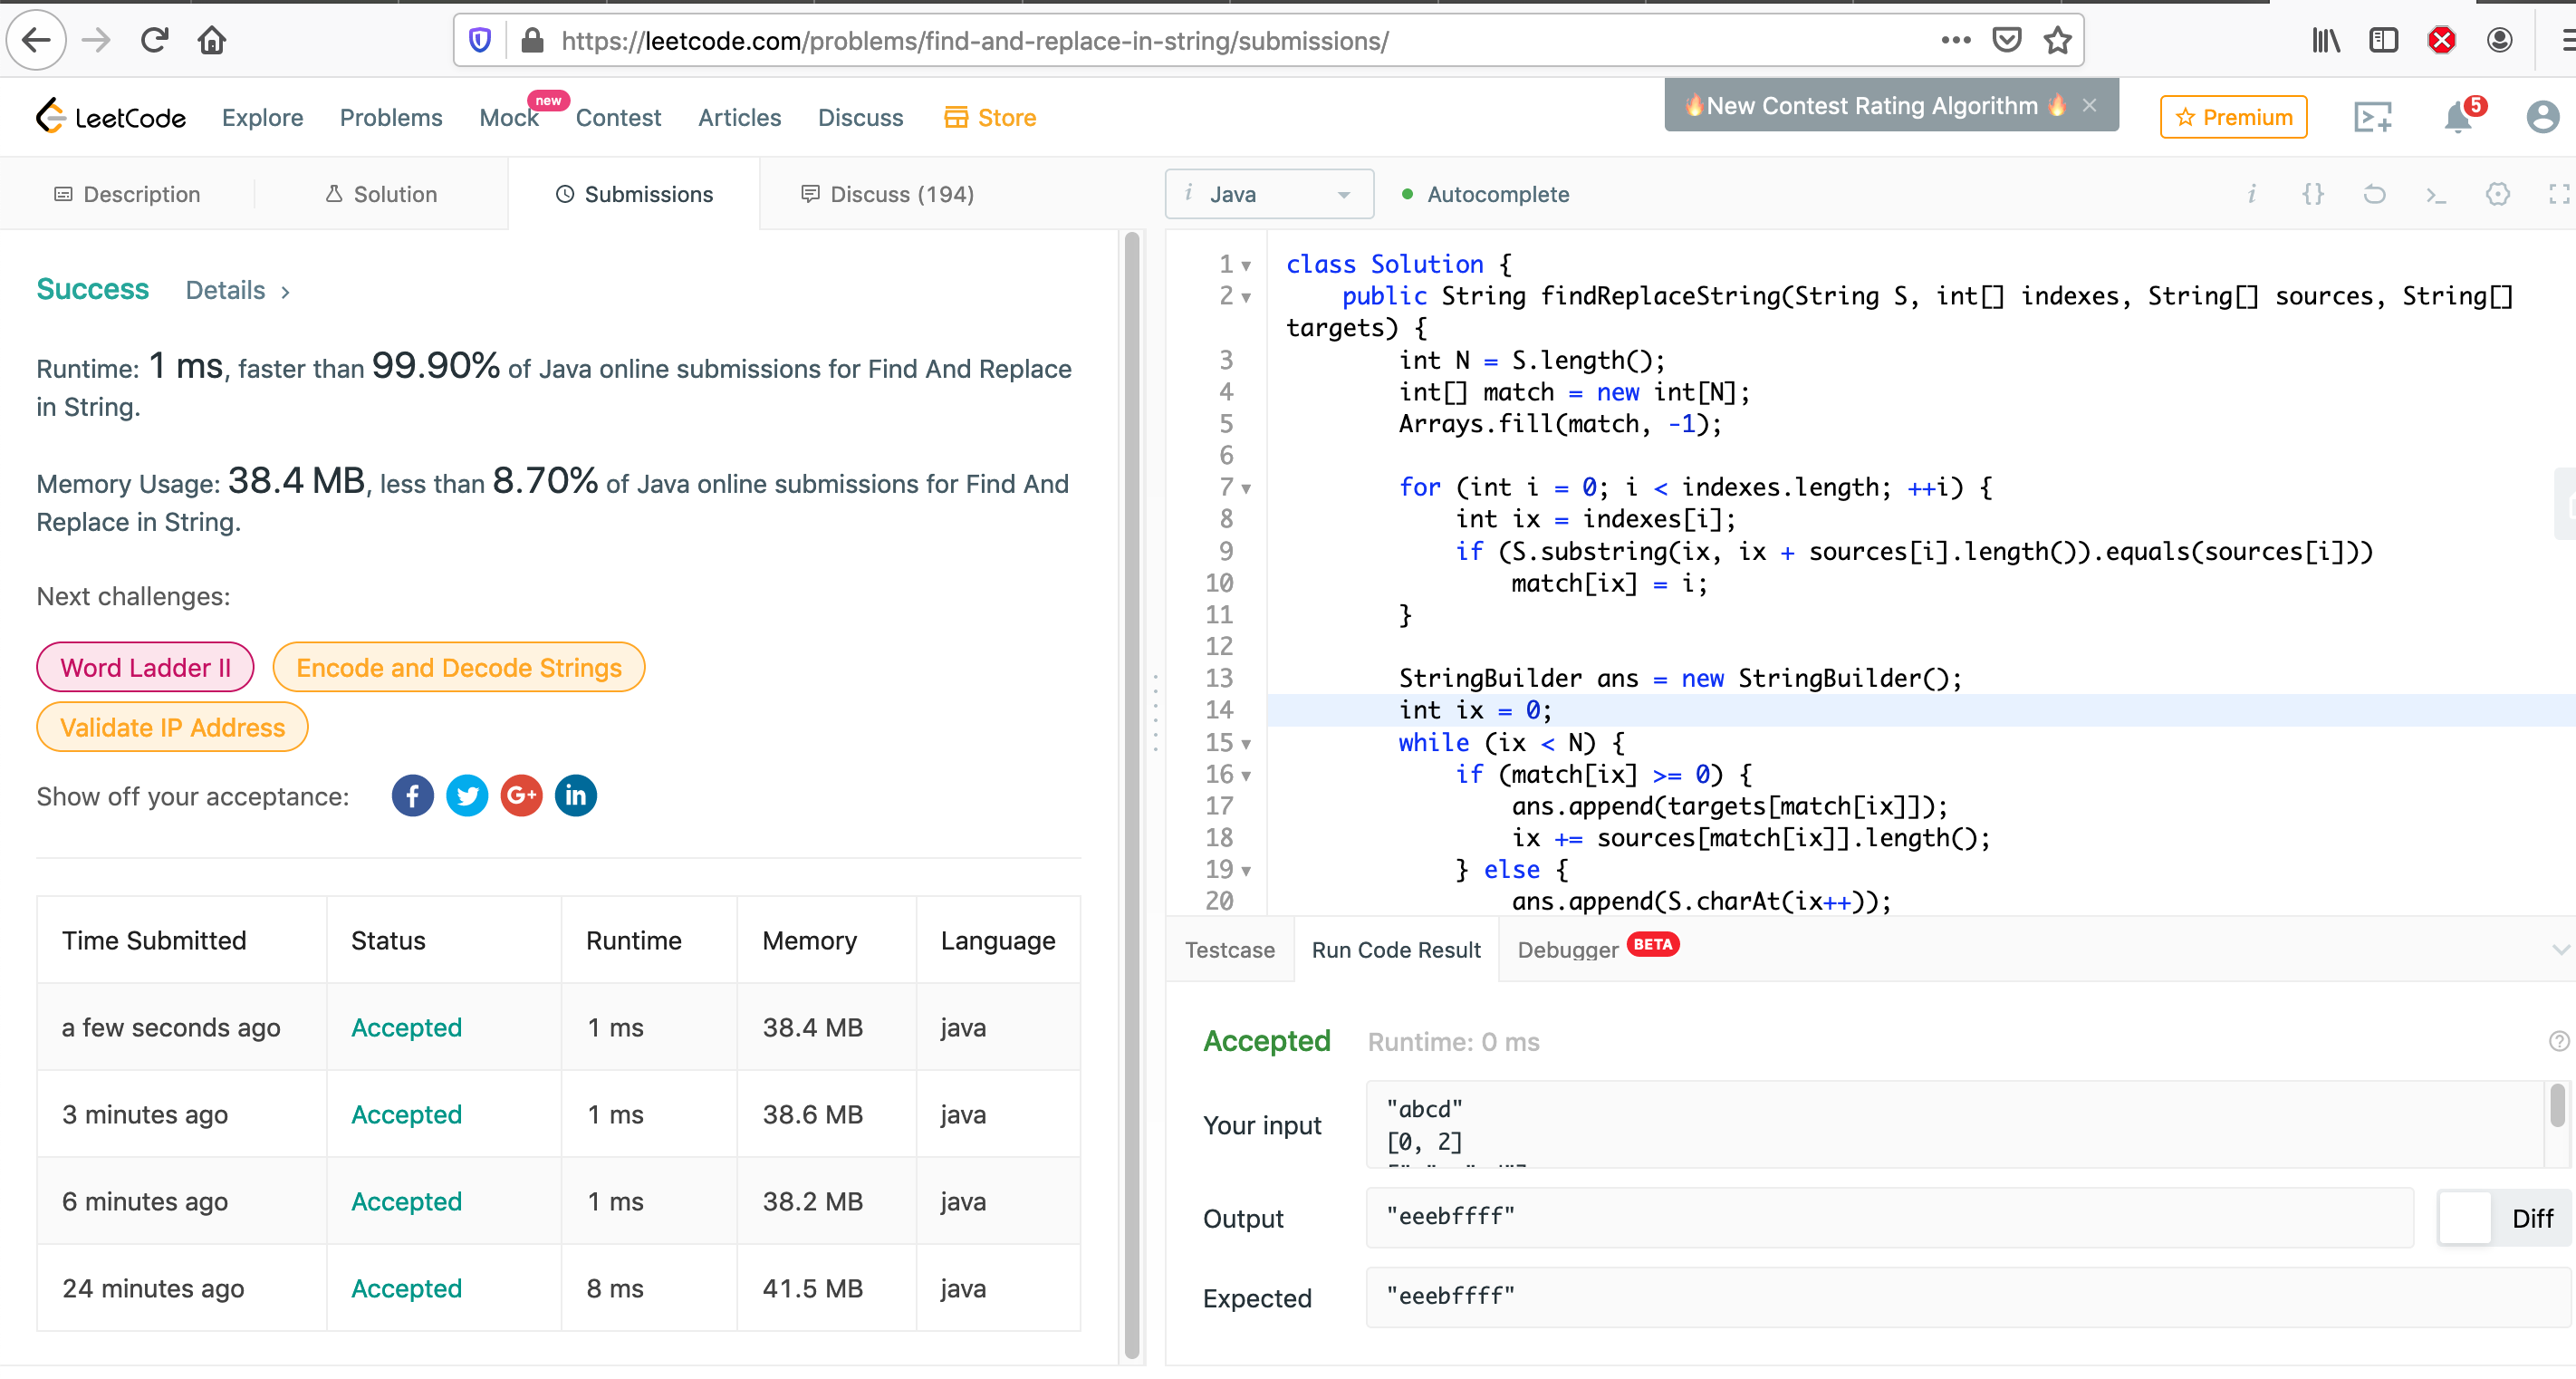 https://leetcode.com/problems/find-and-replace-in-string/submissions/
LeetCode Explore Problems Mock new Contest Articles Discuss Store
🔥New Contest Rating Algorithm 🔥 ×
Premium
5
Description Solution Submissions Discuss (194)
Success Details >
Runtime: 1 ms, faster than 99.90% of Java online submissions for Find And Replace
in String.
Memory Usage: 38.4 MB, less than 8.70% of Java online submissions for Find And
Replace in String.
Next challenges:
Word Ladder II Encode and Decode Strings
Validate IP Address
Show off your acceptance: f G+ in
Time Submitted Status Runtime Memory Language
a few seconds ago Accepted 1 ms 38.4 MB java
3 minutes ago Accepted 1 ms 38.6 MB java
6 minutes ago Accepted 1 ms 38.2 MB java
24 minutes ago Accepted 8 ms 41.5 MB java
i Java Autocomplete i {} >_
1 class Solution {
2 public String findReplaceString(String S, int[] indexes, String[] sources, String[]
targets) {
3 int N = S.length();
4 int[] match = new int[N];
5 Arrays.fill(match, -1);
6
7 for (int i = 0; i < indexes.length; ++i) {
8 int ix = indexes[i];
9 if (S.substring(ix, ix + sources[i].length()).equals(sources[i]))
10 match[ix] = i;
11 }
12
13 StringBuilder ans = new StringBuilder();
14 int ix = 0;
15 while (ix < N) {
16 if (match[ix] >= 0) {
17 ans.append(targets[match[ix]]);
18 ix += sources[match[ix]].length();
19 } else {
20 ans.append(S.charAt(ix++));
Testcase Run Code Result Debugger BETA
Accepted Runtime: 0 ms
Your input
"abcd"
[0, 2]
Output "eeebffff" Diff
Expected "eeebffff"